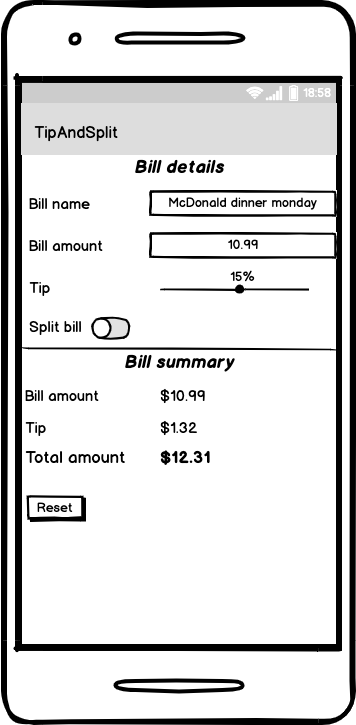 18:58
TipAndSplit
Bill details
Bill name McDonald dinner monday
Bill amount 10.99
15%
Tip
Split bill
Bill summary
Bill amount $10.99
Tip $1.32
Total amount $12.31
Reset